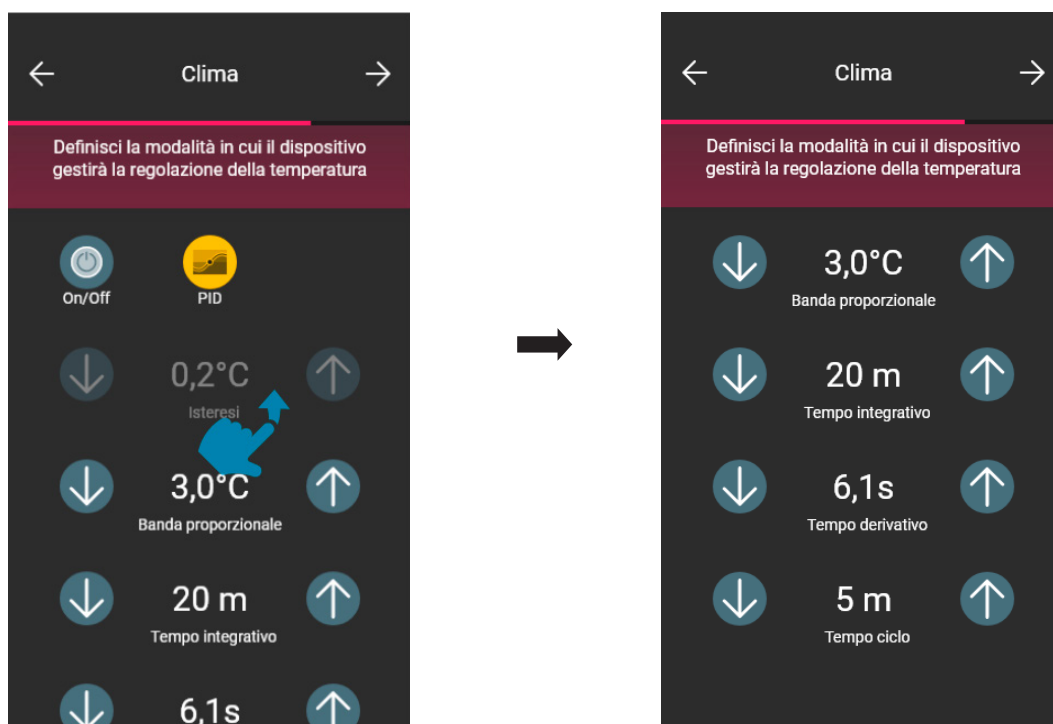 Clima
Definisci la modalità in cui il dispositivo
gestirà la regolazione della temperatura
On/Off
PID
0,2°C
Isteresi
3,0°C
Banda proporzionale
20 m
Tempo integrativo
6,1s
Clima
Definisci la modalità in cui il dispositivo
gestirà la regolazione della temperatura
3,0°C
Banda proporzionale
20 m
Tempo integrativo
6,1s
Tempo derivativo
5 m
Tempo ciclo